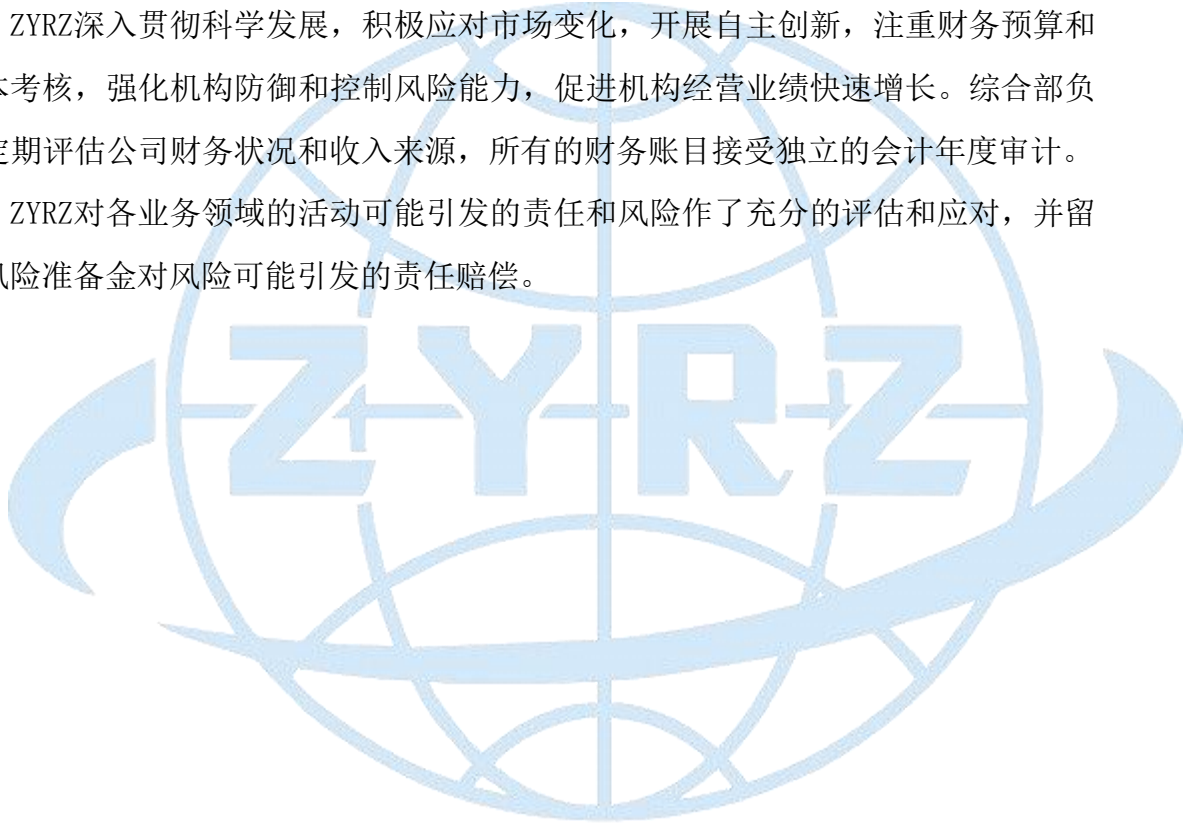 ZYRZ深入贯彻科学发展，积极应对市场变化，开展自主创新，注重财务预算和
本考核，强化机构防御和控制风险能力，促进机构经营业绩快速增长。综合部负
定期评估公司财务状况和收入来源，所有的财务账目接受独立的会计年度审计。
ZYRZ对各业务领域的活动可能引发的责任和风险作了充分的评估和应对，并留
风险准备金对风险可能引发的责任赔偿。
ZYRZ